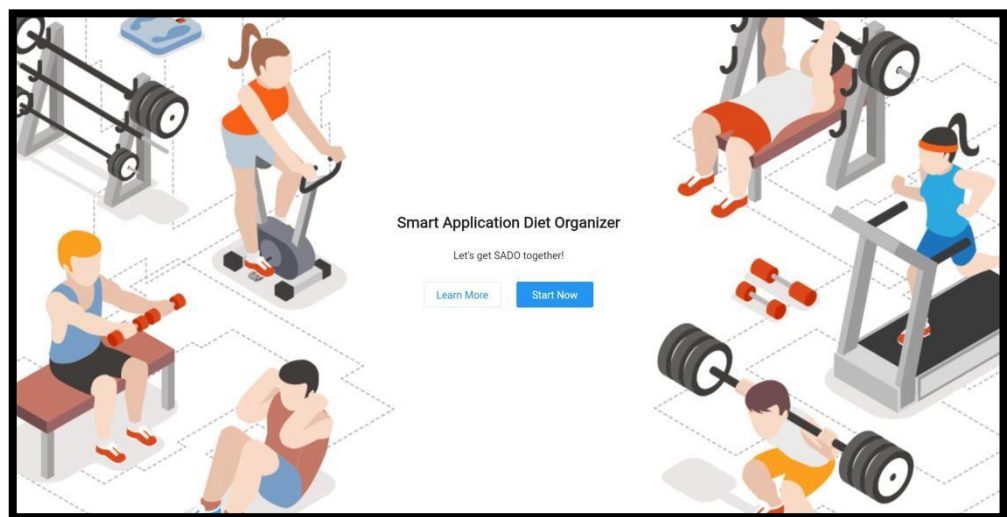 Smart Application Diet Organizer
Let's get SADO together!
Learn More
Start Now